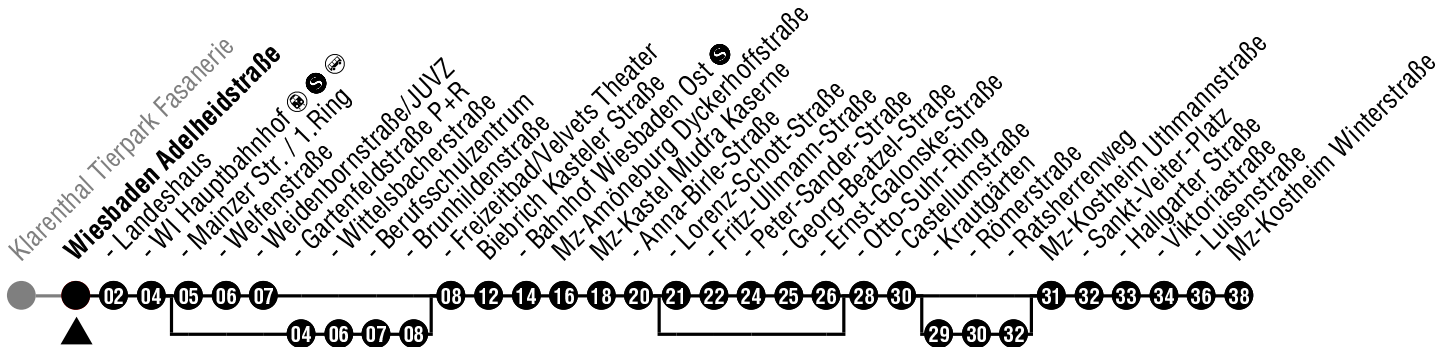 Klarenthal Tierpark Fasanerie
Wiesbaden Adelheidstraße
- Landeshaus
- WI Hauptbahnhof S
- Mainzer Str. / 1.Ring
- Welfenstraße
- Weidenbornstraße/JUVZ
- Gartenfeldstraße P+R
- Wittelsbacherstraße
- Berufsschulzentrum
- Brunhildenstraße
- Freizeitbad/Velvets Theater
Biebrich Kasteler Straße
- Bahnhof Wiesbaden Ost S
Mz-Amöneburg Dyckerhoffstraße
Mz-Kastel Mudra Kaserne
- Anna-Birle-Straße
- Lorenz-Schott-Straße
- Fritz-Ullmann-Straße
- Peter-Sander-Straße
- Georg-Beatzel-Straße
- Ernst-Galonske-Straße
- Otto-Suhr-Ring
- Castellumstraße
- Krautgärten
- Römerstraße
- Ratsherrenweg
Mz-Kostheim Uthmannstraße
- Sankt-Veiter-Platz
- Hallgarter Straße
- Viktoriastraße
- Luisenstraße
Mz-Kostheim Winterstraße
02 04 05 06 07 08 12 14 16 18 20 21 22 24 25 26 28 30 31 32 33 34 36 38
04 06 07 08 29 30 32